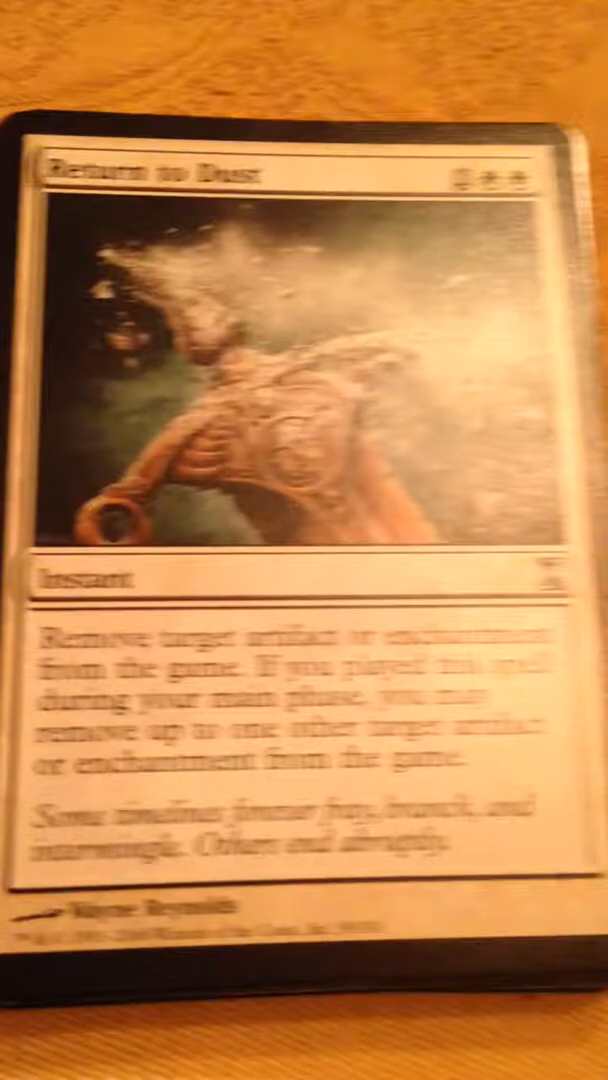 Return to Dust
Instant
Remove target artifact or enchantment
from the game. If you played this spell
during your main phase, you may
remove up to one other target artifact
or enchantment from the game.
Some timelines forever fray, branch, and
intermingle. Others end abruptly.
Wayne Reynolds